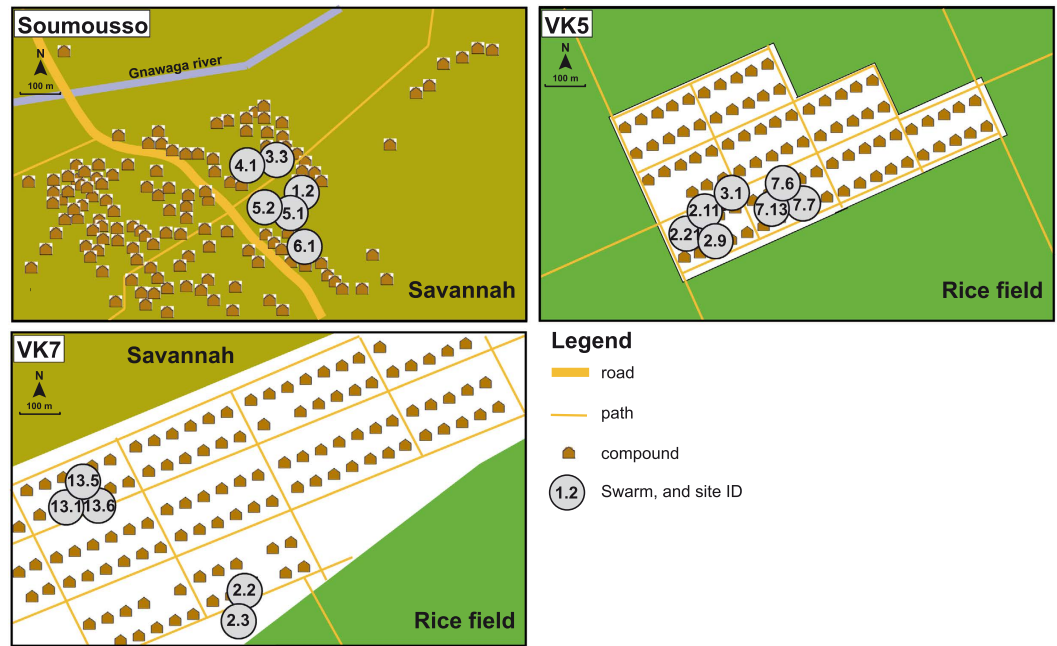 Soumousso
N
100 m
Gnawaga river
4.1
3.3
1.2
5.2
5.1
6.1
Savannah
VK5
N
100 m
3.1
7.6
2.11
7.13
7.7
2.21
2.9
Rice field
VK7
Savannah
N
100 m
13.5
13.1
13.6
2.2
2.3
Rice field
Legend
road
path
compound
1.2 Swarm, and site ID